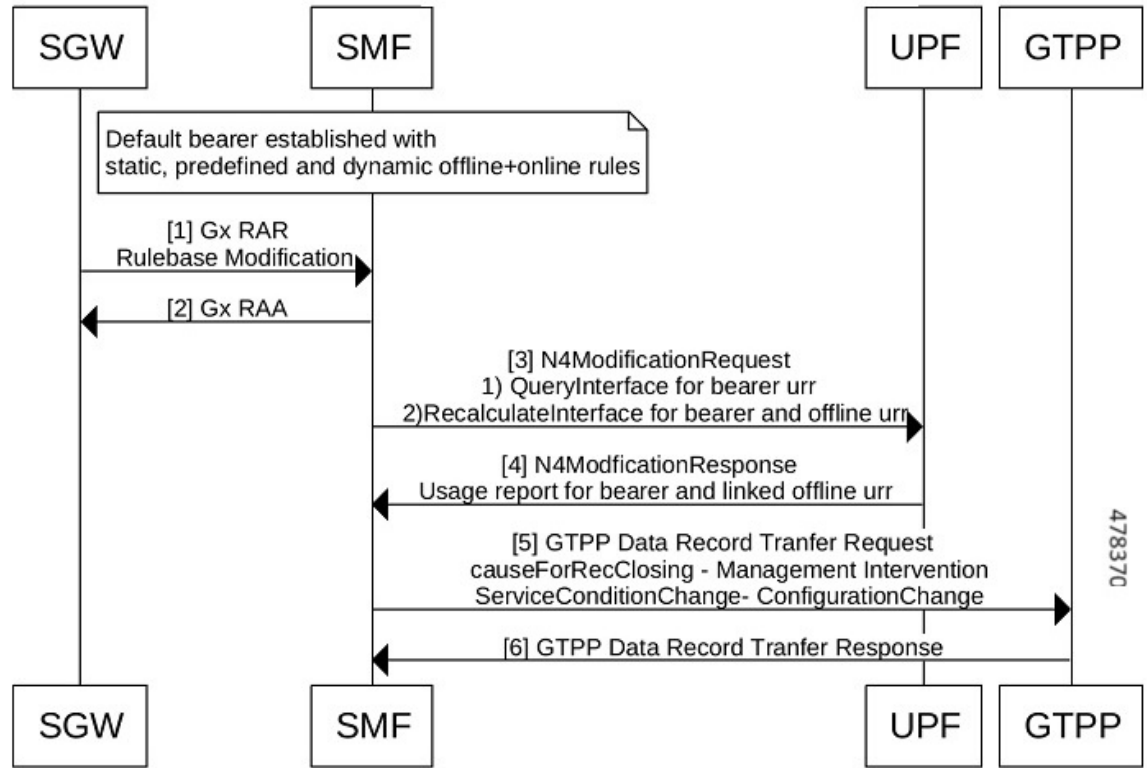 SGW
SMF
UPF
GTPP
Default bearer established with
static, predefined and dynamic offline+online rules
[1] Gx RAR
Rulebase Modification
[2] Gx RAA
[3] N4ModificationRequest
1) QueryInterface for bearer urr
2)RecalculateInterface for bearer and offline urr
[4] N4ModficationResponse
Usage report for bearer and linked offline urr
[5] GTPP Data Record Tranfer Request
causeForRecClosing - Management Intervention
ServiceConditionChange- ConfigurationChange
[6] GTPP Data Record Tranfer Response
478370
SGW
SMF
UPF
GTPP